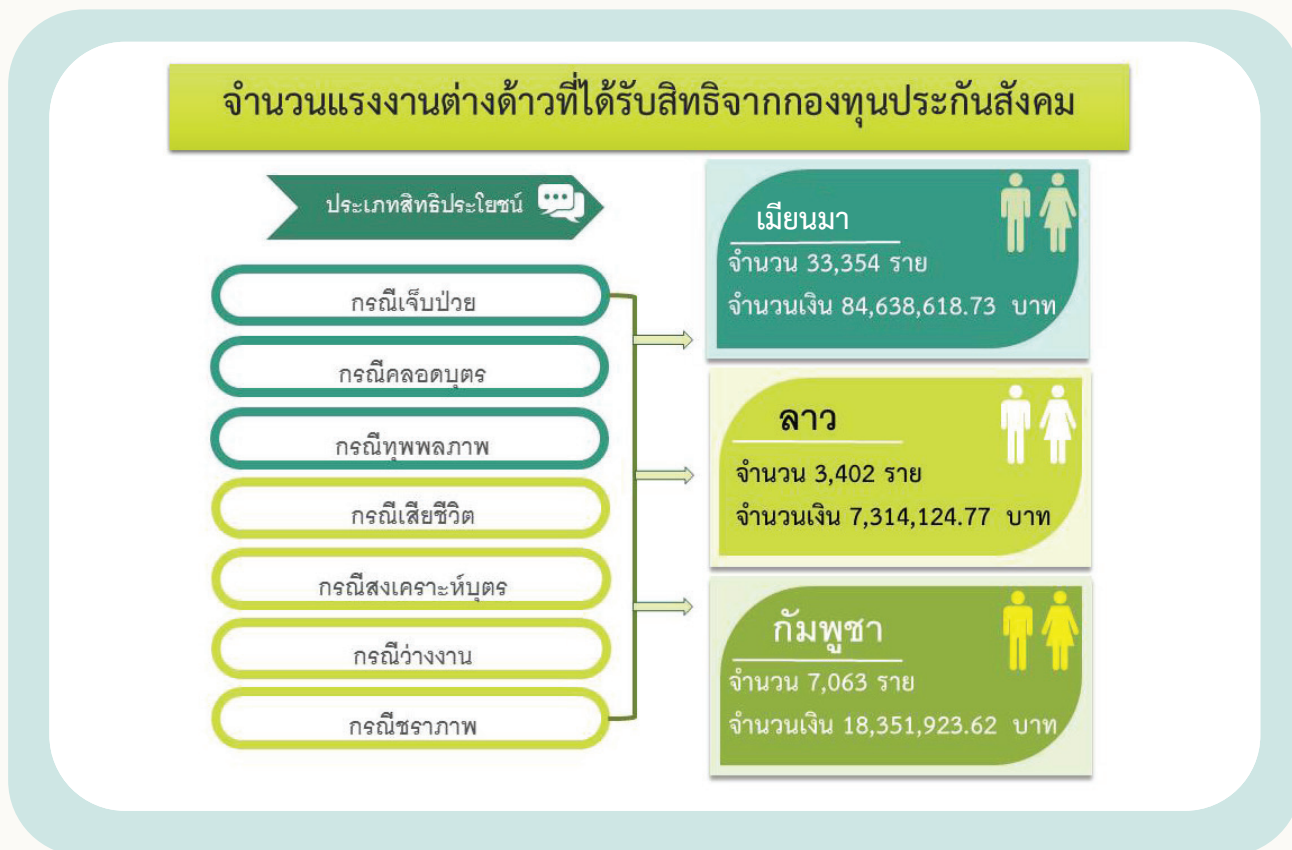 จำนวนแรงงานต่างด้าวที่ได้รับสิทธิจากกองทุนประกันสังคม
ประเภทสิทธิประโยชน์
กรณีเจ็บป่วย
กรณีคลอดบุตร
กรณีทุพพลภาพ
กรณีเสียชีวิต
กรณีสงเคราะห์บุตร
กรณีว่างงาน
กรณีชราภาพ
เมียนมา
จำนวน 33,354 ราย
จำนวนเงิน 84,638,618.73 บาท
ลาว
จำนวน 3,402 ราย
จำนวนเงิน 7,314,124.77 บาท
กัมพูชา
จำนวน 7,063 ราย
จำนวนเงิน 18,351,923.62 บาท